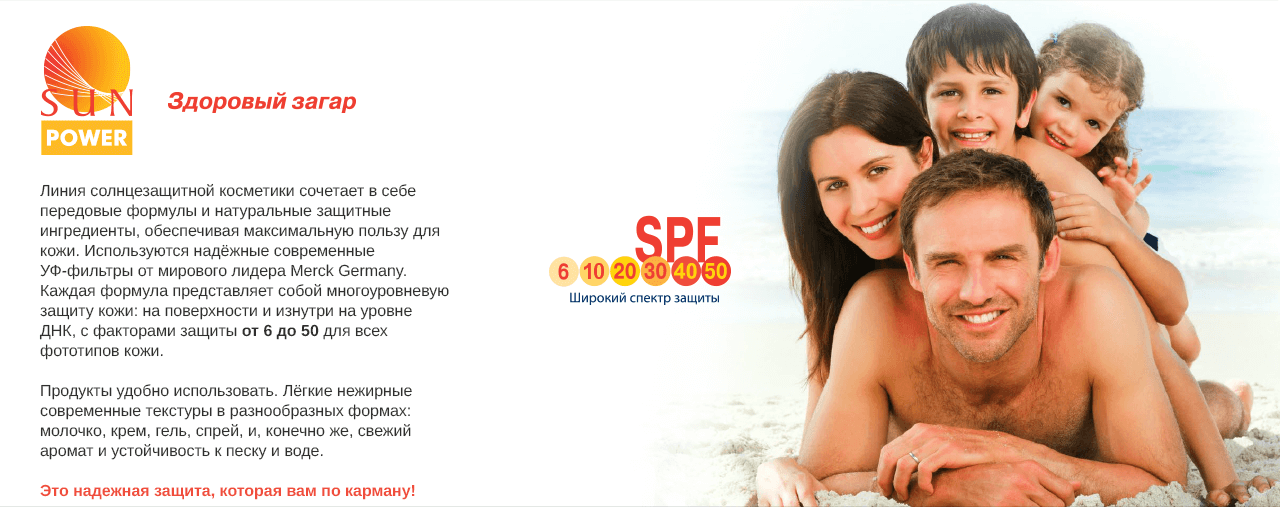 SUN
POWER
Здоровый загар
Линия солнцезащитной косметики сочетает в себе
передовые формулы и натуральные защитные
ингредиенты, обеспечивая максимальную пользу для
кожи. Используются надёжные современные
УФ-фильтры от мирового лидера Merck Germany.
Каждая формула представляет собой многоуровневую
защиту кожи: на поверхности и изнутри на уровне
ДНК, с факторами защиты от 6 до 50 для всех
фототипов кожи.
Продукты удобно использовать. Лёгкие нежирные
современные текстуры в разнообразных формах:
молочко, крем, гель, спрей, и, конечно же, свежий
аромат и устойчивость к песку и воде.
Это надежная защита, которая вам по карману!
SPF
6 10 20 30 40 50
Широкий спектр защиты